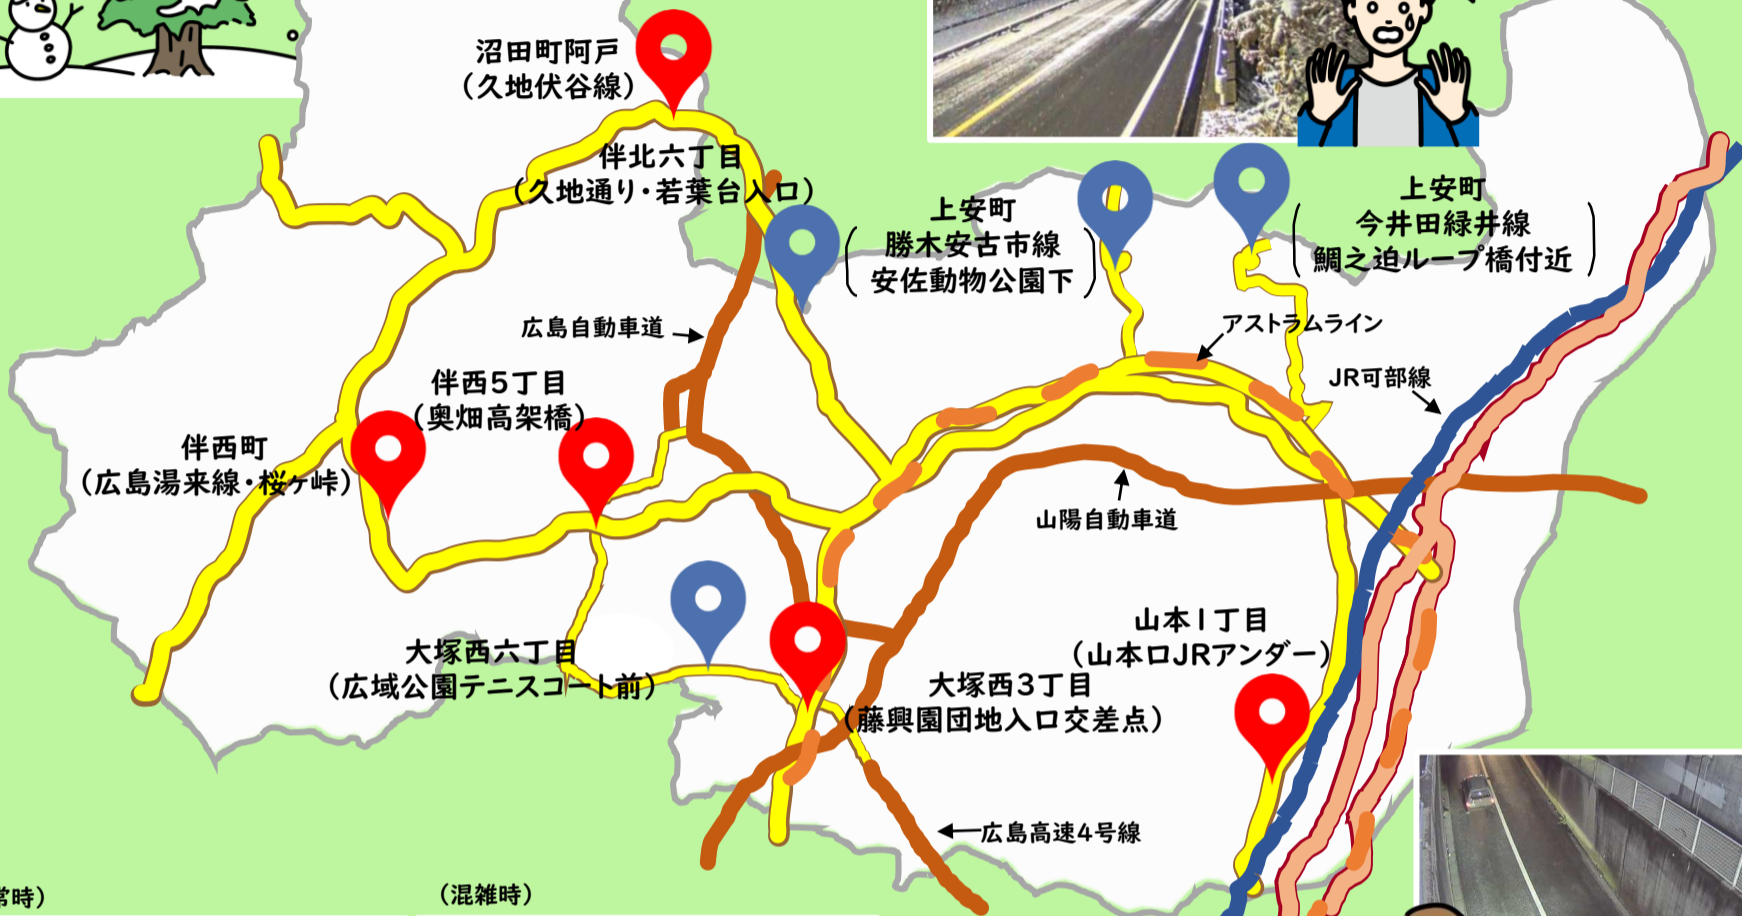 沼田町阿戸
（久地伏谷線）
伴北六丁目
（久地通り・若葉台入口）
上安町
勝木安古市線
安佐動物公園下
上安町
今井田緑井線
鯛之迫ループ橋付近
広島自動車道
アストラムライン
JR可部線
伴西5丁目
（奥畑高架橋）
伴西町
（広島湯来線・桜ヶ峠）
山陽自動車道
大塚西六丁目
（広域公園テニスコート前）
山本1丁目
（山本口JRアンダー）
大塚西3丁目
（藤興園団地入口交差点）
広島高速4号線
常時）
（混雑時）